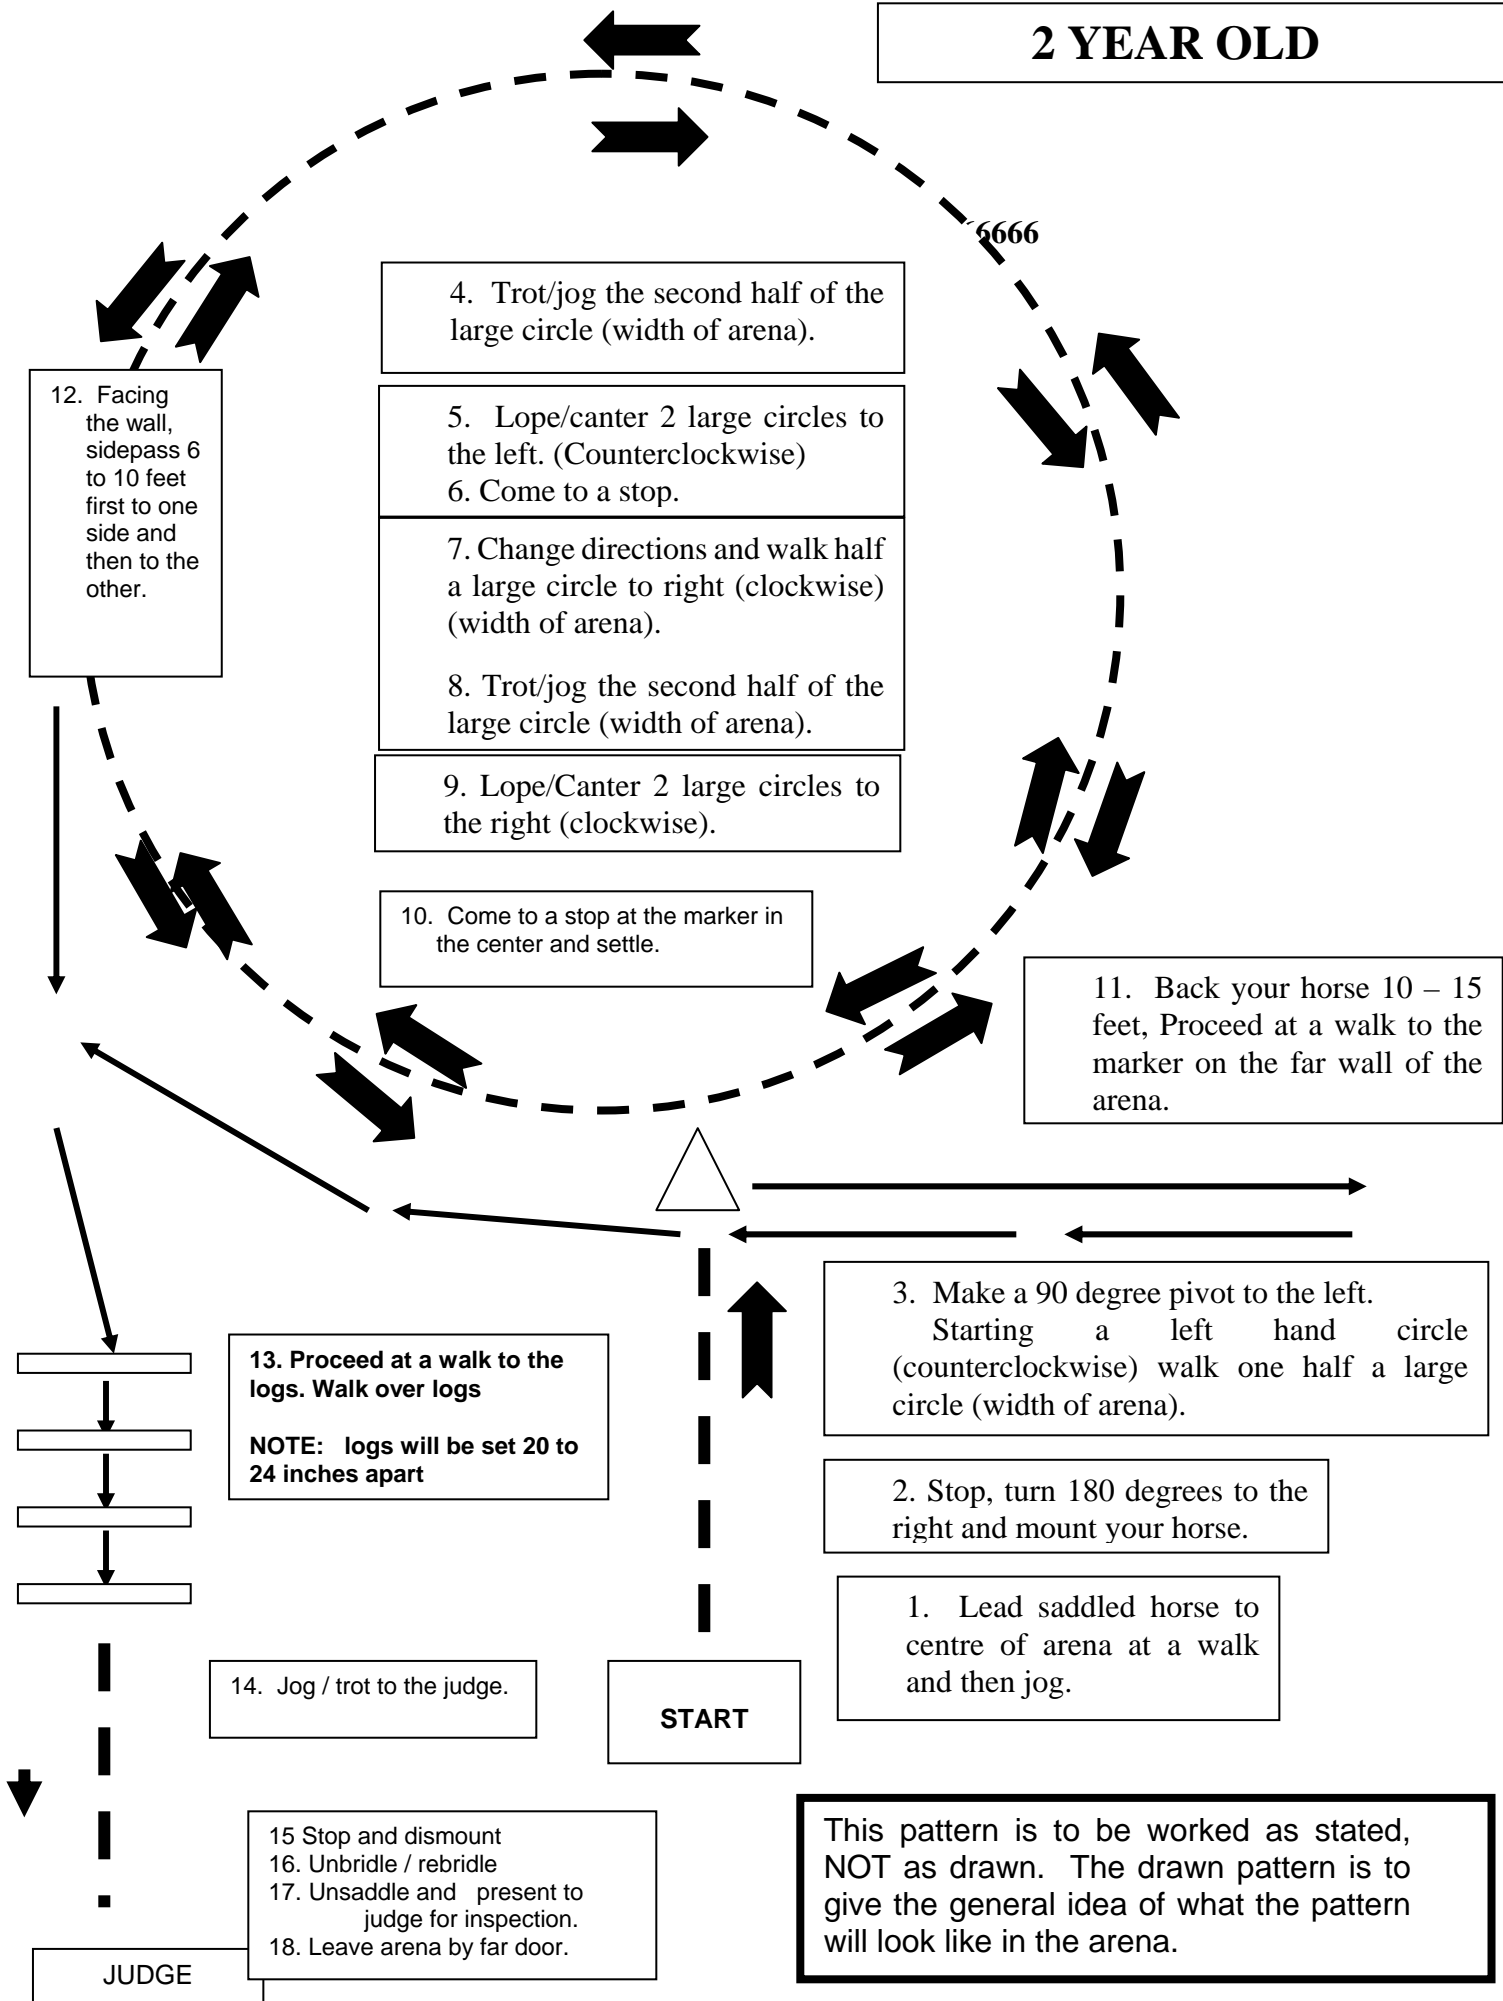 2 YEAR OLD
66666
4. Trot/jog the second half of the
large circle (width of arena).
12. Facing
the wall,
sidepass 6
to 10 feet
first to one
side and
then to the
other.
5. Lope/canter 2 large circles to
the left. (Counterclockwise)
6. Come to a stop.
7. Change directions and walk half
a large circle to right (clockwise)
(width of arena).
8. Trot/jog the second half of the
large circle (width of arena).
9. Lope/Canter 2 large circles to
the right (clockwise).
10. Come to a stop at the marker in
the center and settle.
11. Back your horse 10 – 15
feet, Proceed at a walk to the
marker on the far wall of the
arena.
3. Make a 90 degree pivot to the left.
Starting a left hand circle
(counterclockwise) walk one half a large
circle (width of arena).
13. Proceed at a walk to the
logs. Walk over logs
NOTE: logs will be set 20 to
24 inches apart
2. Stop, turn 180 degrees to the
right and mount your horse.
1. Lead saddled horse to
centre of arena at a walk
and then jog.
14. Jog / trot to the judge.
START
15 Stop and dismount
16. Unbridle / rebridle
17. Unsaddle and present to
judge for inspection.
18. Leave arena by far door.
This pattern is to be worked as stated,
NOT as drawn. The drawn pattern is to
give the general idea of what the pattern
will look like in the arena.
JUDGE